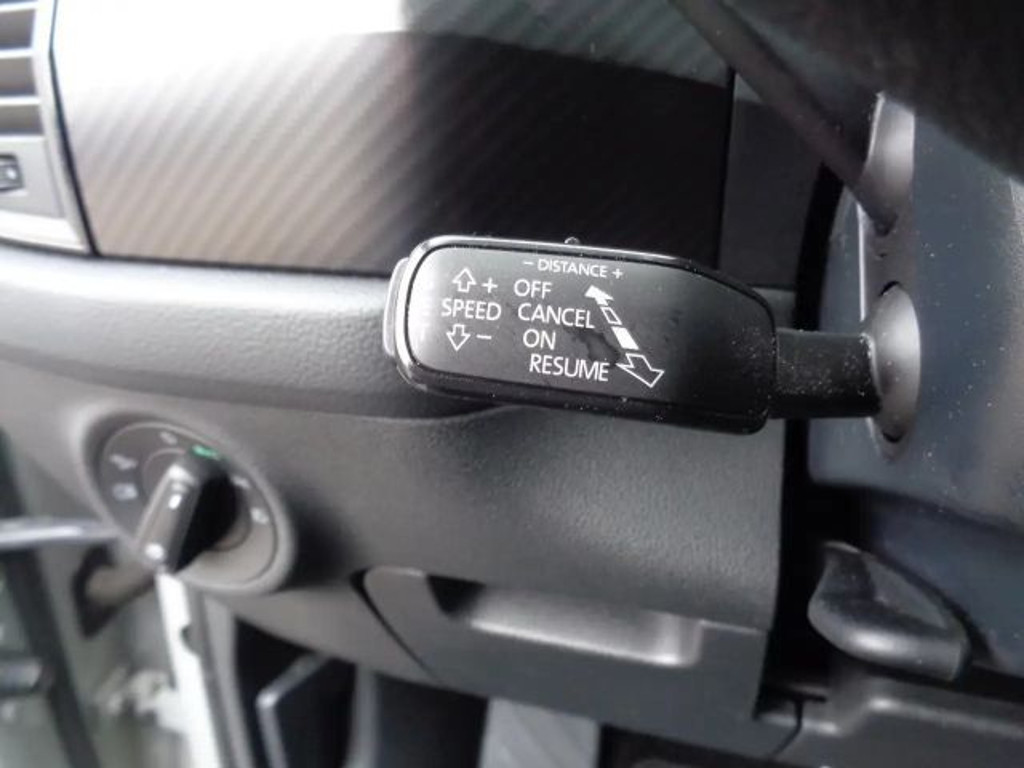 − DISTANCE +
+ OFF
SPEED CANCEL
− ON
RESUME